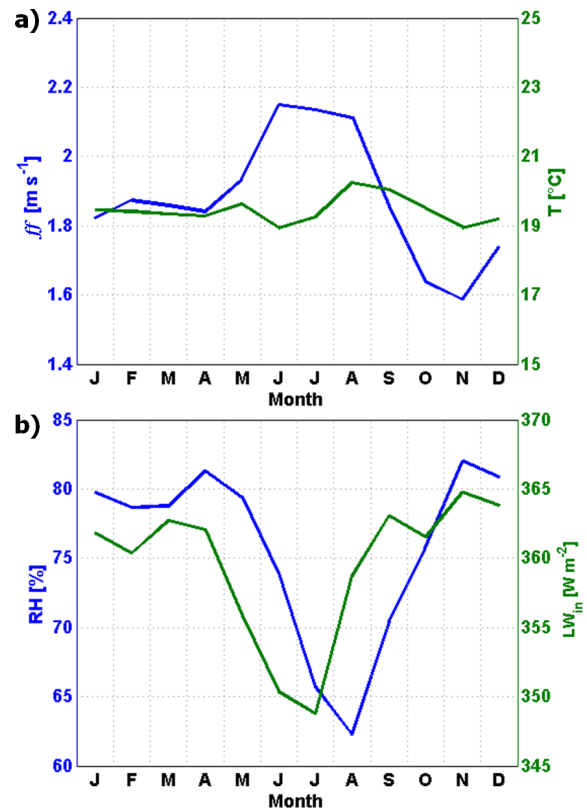 a)
2.4
2.2
2
1.8
1.6
1.4
ff [m s-1]
25
23
21
19
17
15
T [°C]
J F M A M J J A S O N D
Month
b)
85
80
75
70
65
60
RH [%]
370
365
360
355
350
345
LWin [W m-2]
J F M A M J J A S O N D
Month